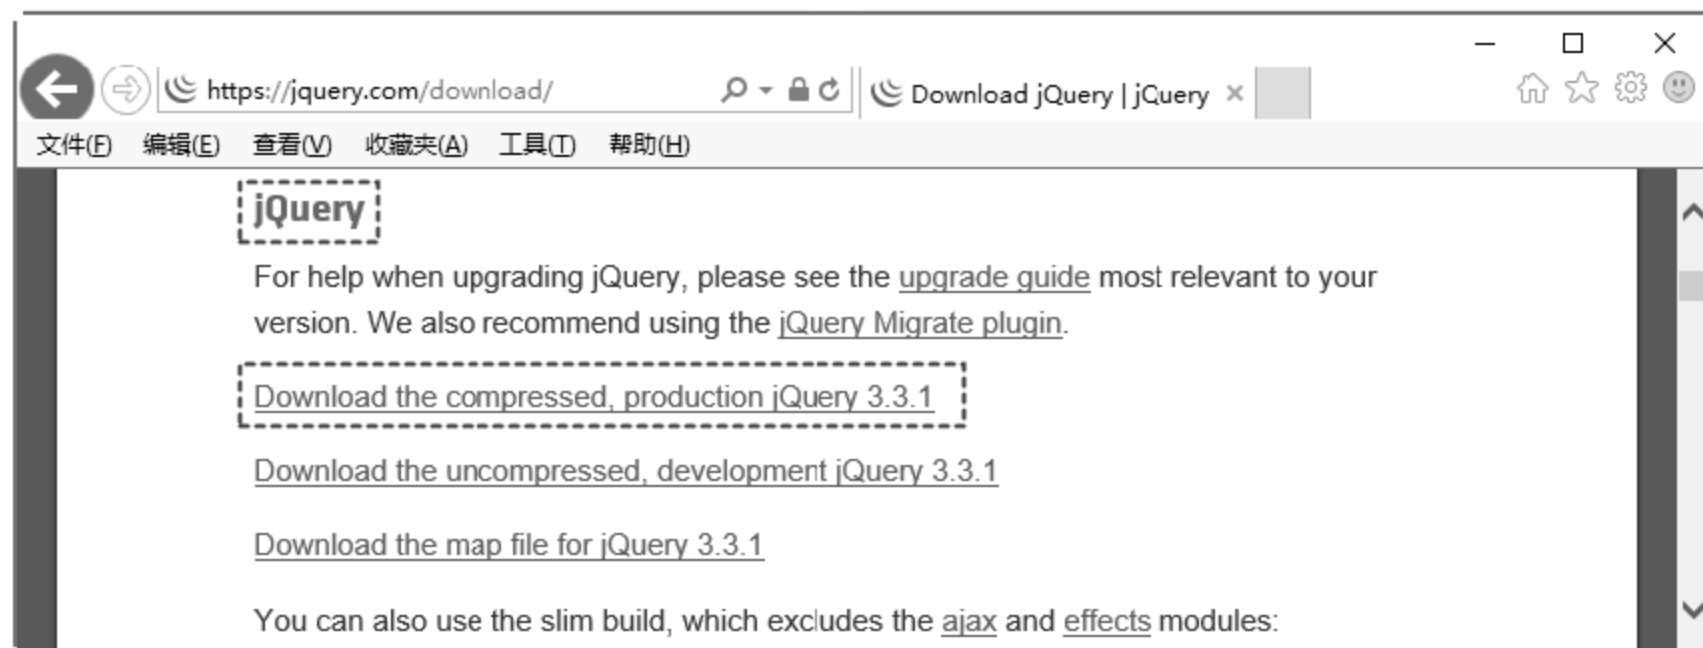 https://jquery.com/download/
Download jQuery | jQuery
文件(F) 编辑(E) 查看(V) 收藏夹(A) 工具(T) 帮助(H)
jQuery
For help when upgrading jQuery, please see the upgrade guide most relevant to your
version. We also recommend using the jQuery Migrate plugin.
Download the compressed, production jQuery 3.3.1
Download the uncompressed, development jQuery 3.3.1
Download the map file for jQuery 3.3.1
You can also use the slim build, which excludes the ajax and effects modules: